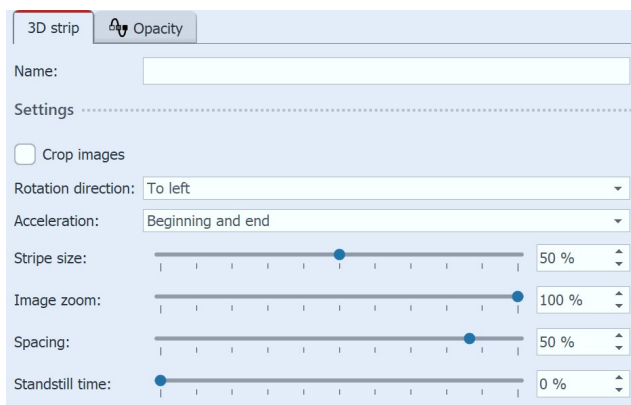 3D strip Opacity
Name:
Settings
Crop images
Rotation direction: To left
Acceleration: Beginning and end
Stripe size: 50 %
Image zoom: 100 %
Spacing: 50 %
Standstill time: 0 %